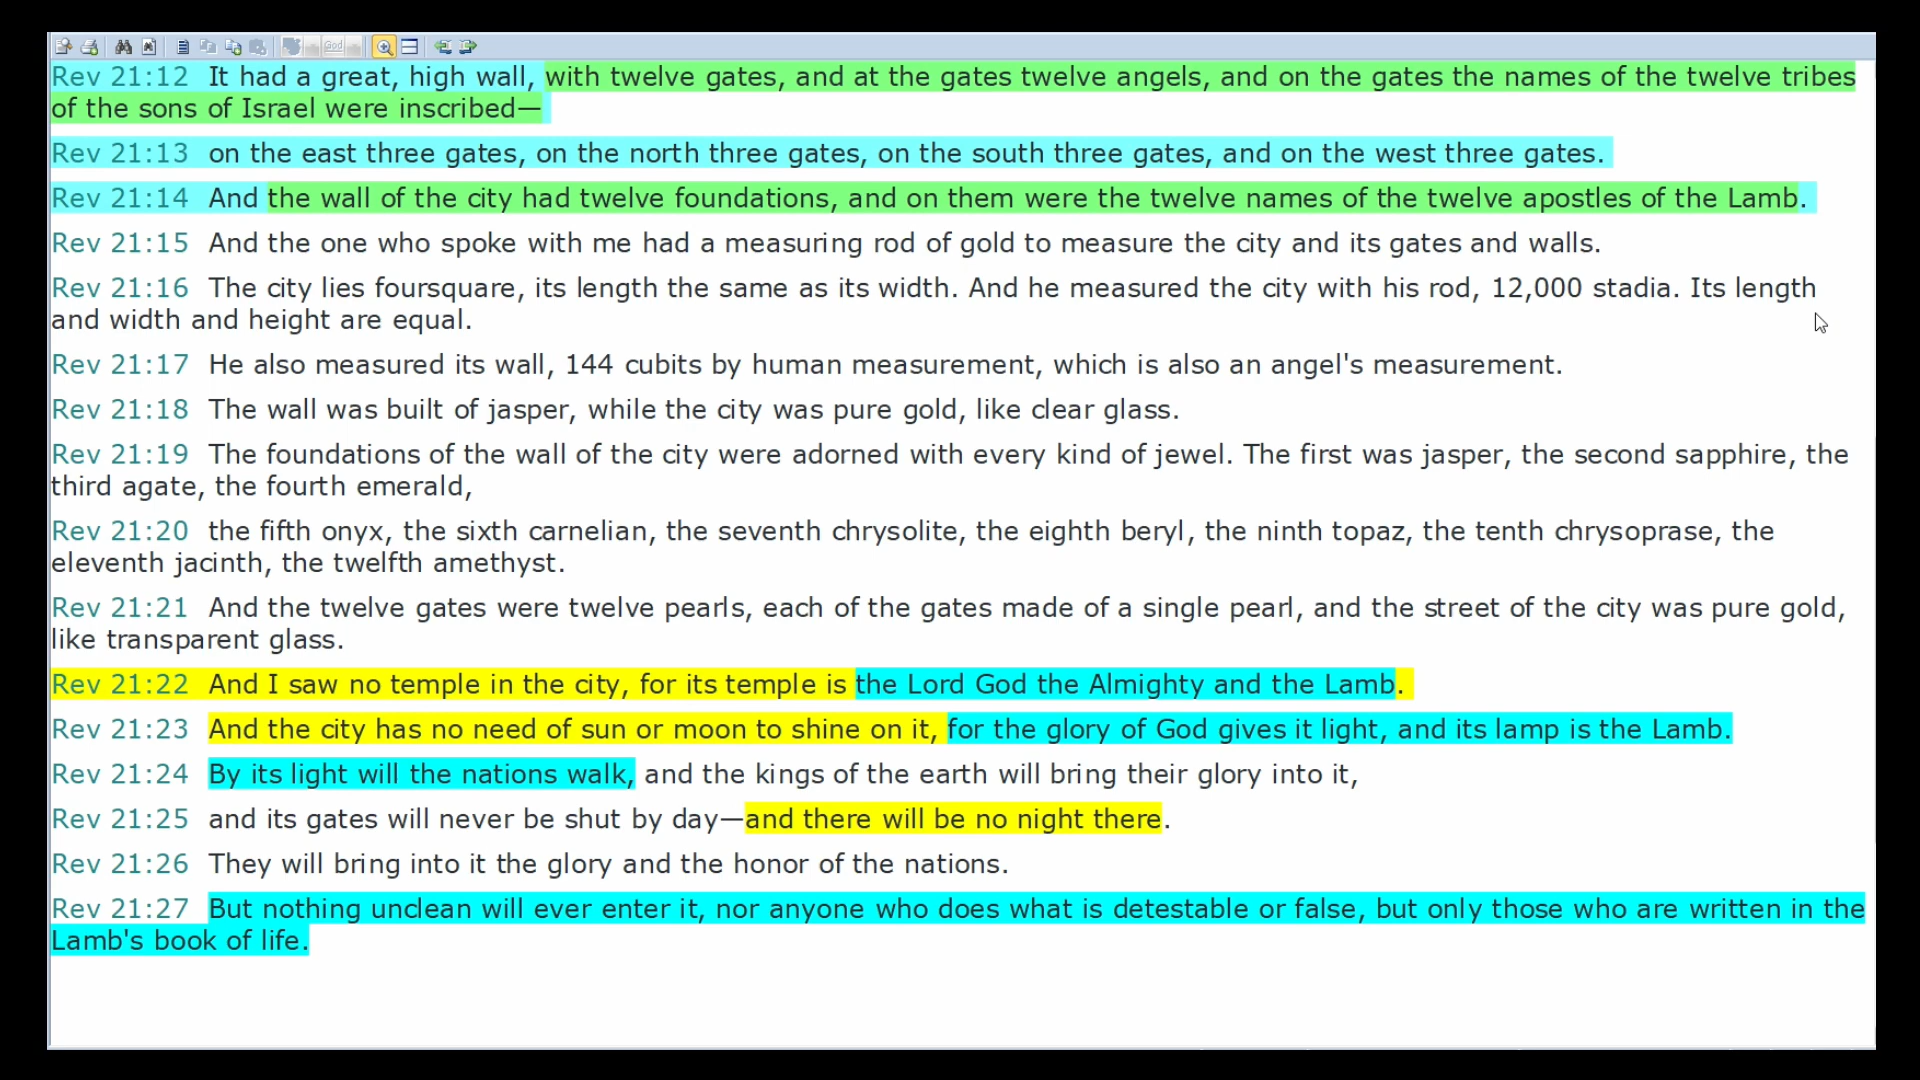 God
Rev 21:12 It had a great, high wall, with twelve gates, and at the gates twelve angels, and on the gates the names of the twelve tribes
of the sons of Israel were inscribed—
Rev 21:13 on the east three gates, on the north three gates, on the south three gates, and on the west three gates.
Rev 21:14 And the wall of the city had twelve foundations, and on them were the twelve names of the twelve apostles of the Lamb.
Rev 21:15 And the one who spoke with me had a measuring rod of gold to measure the city and its gates and walls.
Rev 21:16 The city lies foursquare, its length the same as its width. And he measured the city with his rod, 12,000 stadia. Its length
and width and height are equal.
Rev 21:17 He also measured its wall, 144 cubits by human measurement, which is also an angel's measurement.
Rev 21:18 The wall was built of jasper, while the city was pure gold, like clear glass.
Rev 21:19 The foundations of the wall of the city were adorned with every kind of jewel. The first was jasper, the second sapphire, the
third agate, the fourth emerald,
Rev 21:20 the fifth onyx, the sixth carnelian, the seventh chrysolite, the eighth beryl, the ninth topaz, the tenth chrysoprase, the
eleventh jacinth, the twelfth amethyst.
Rev 21:21 And the twelve gates were twelve pearls, each of the gates made of a single pearl, and the street of the city was pure gold,
like transparent glass.
Rev 21:22 And I saw no temple in the city, for its temple is the Lord God the Almighty and the Lamb.
Rev 21:23 And the city has no need of sun or moon to shine on it, for the glory of God gives it light, and its lamp is the Lamb.
Rev 21:24 By its light will the nations walk, and the kings of the earth will bring their glory into it,
Rev 21:25 and its gates will never be shut by day—and there will be no night there.
Rev 21:26 They will bring into it the glory and the honor of the nations.
Rev 21:27 But nothing unclean will ever enter it, nor anyone who does what is detestable or false, but only those who are written in the
Lamb's book of life.